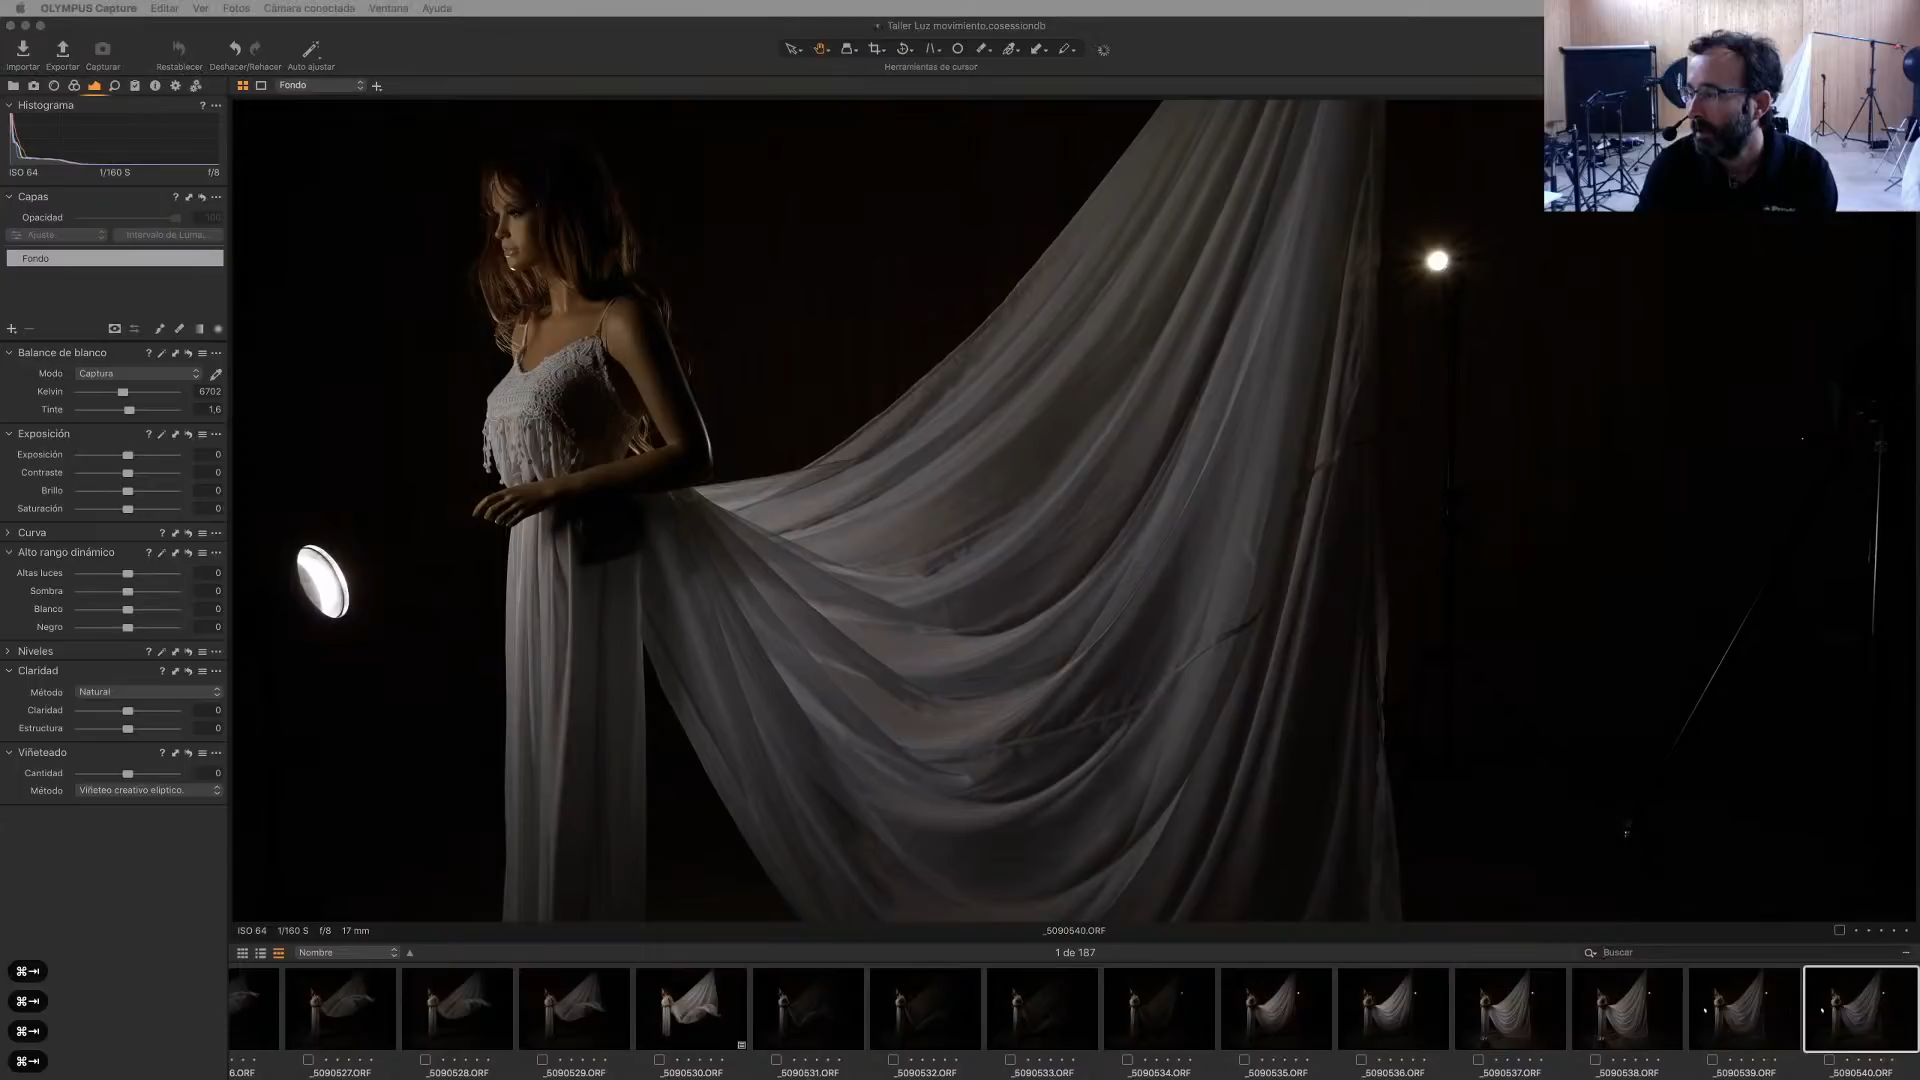 OLYMPUS Capture Editar Ver Fotos Cámara conectada Ventana Ayuda
Taller Luz movimiento.cosessiondb
Importar Exportar Capturar Restablecer Deshacer/Rehacer Auto ajustar
Herramientas de cursor
Fondo
Histograma
ISO 64 1/160 S f/8
Capas
Opacidad 100
Ajuste Intervalo de Luma...
Fondo
Balance de blanco
Modo Captura
Kelvin 6702
Tinte 1,6
Exposición
Exposición 0
Contraste 0
Brillo 0
Saturación 0
Curva
Alto rango dinámico
Altas luces 0
Sombra 0
Blanco 0
Negro 0
Niveles
Claridad
Método Natural
Claridad 0
Estructura 0
Viñeteado
Cantidad 0
Método Viñeteo creativo elíptico.
ISO 64 1/160 S f/8 17 mm
_5090540.ORF
Nombre
1 de 187
Buscar
6.ORF _5090527.ORF _5090528.ORF _5090529.ORF _5090530.ORF _5090531.ORF _5090532.ORF _5090533.ORF _5090534.ORF _5090535.ORF _5090536.ORF _5090537.ORF _5090538.ORF _5090539.ORF _5090540.ORF